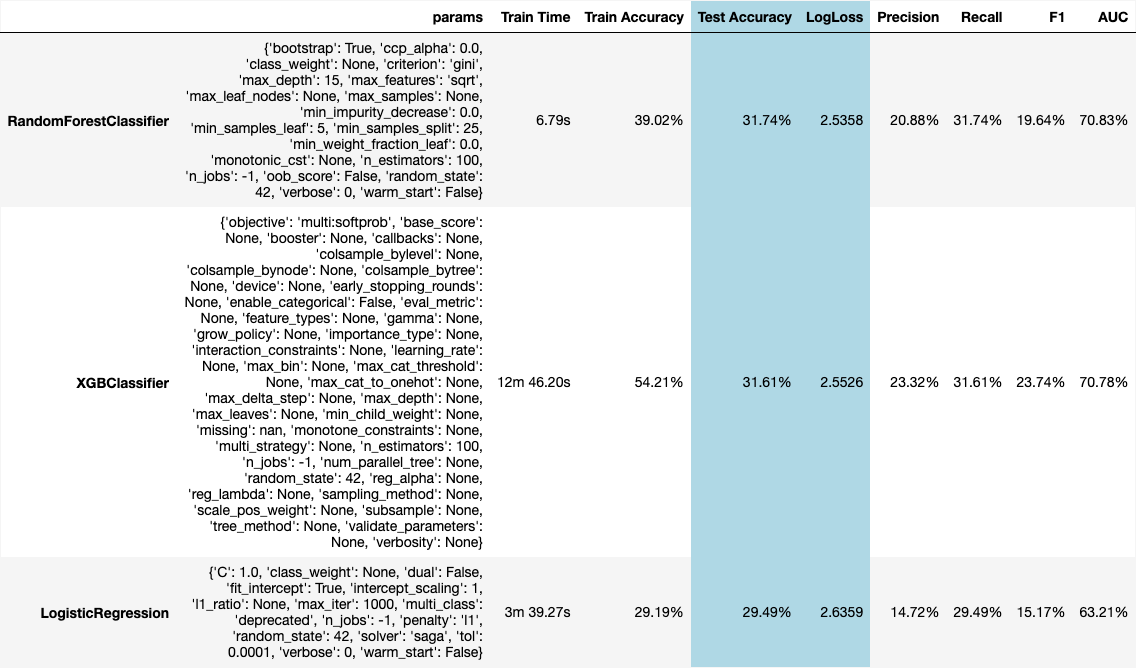 params Train Time Train Accuracy Test Accuracy LogLoss Precision Recall F1 AUC
{'bootstrap': True, 'ccp_alpha': 0.0,
'class_weight': None, 'criterion': 'gini',
'max_depth': 15, 'max_features': 'sqrt',
'max_leaf_nodes': None, 'max_samples': None,
'min_impurity_decrease': 0.0,
RandomForestClassifier 'min_samples_leaf': 5, 'min_samples_split': 25, 6.79s 39.02% 31.74% 2.5358 20.88% 31.74% 19.64% 70.83%
'min_weight_fraction_leaf': 0.0,
'monotonic_cst': None, 'n_estimators': 100,
'n_jobs': -1, 'oob_score': False, 'random_state':
42, 'verbose': 0, 'warm_start': False}
{'objective': 'multi:softprob', 'base_score':
None, 'booster': None, 'callbacks': None,
'colsample_bylevel': None,
'colsample_bynode': None, 'colsample_bytree':
None, 'device': None, 'early_stopping_rounds':
None, 'enable_categorical': False, 'eval_metric':
None, 'feature_types': None, 'gamma': None,
'grow_policy': None, 'importance_type': None,
'interaction_constraints': None, 'learning_rate':
None, 'max_bin': None, 'max_cat_threshold':
XGBClassifier None, 'max_cat_to_onehot': None, 12m 46.20s 54.21% 31.61% 2.5526 23.32% 31.61% 23.74% 70.78%
'max_delta_step': None, 'max_depth': None,
'max_leaves': None, 'min_child_weight': None,
'missing': nan, 'monotone_constraints': None,
'multi_strategy': None, 'n_estimators': 100,
'n_jobs': -1, 'num_parallel_tree': None,
'random_state': 42, 'reg_alpha': None,
'reg_lambda': None, 'sampling_method': None,
'scale_pos_weight': None, 'subsample': None,
'tree_method': None, 'validate_parameters':
None, 'verbosity': None}
{'C': 1.0, 'class_weight': None, 'dual': False,
'fit_intercept': True, 'intercept_scaling': 1,
LogisticRegression 'l1_ratio': None, 'max_iter': 1000, 'multi_class': 3m 39.27s 29.19% 29.49% 2.6359 14.72% 29.49% 15.17% 63.21%
'deprecated', 'n_jobs': -1, 'penalty': 'l1',
'random_state': 42, 'solver': 'saga', 'tol':
0.0001, 'verbose': 0, 'warm_start': False}